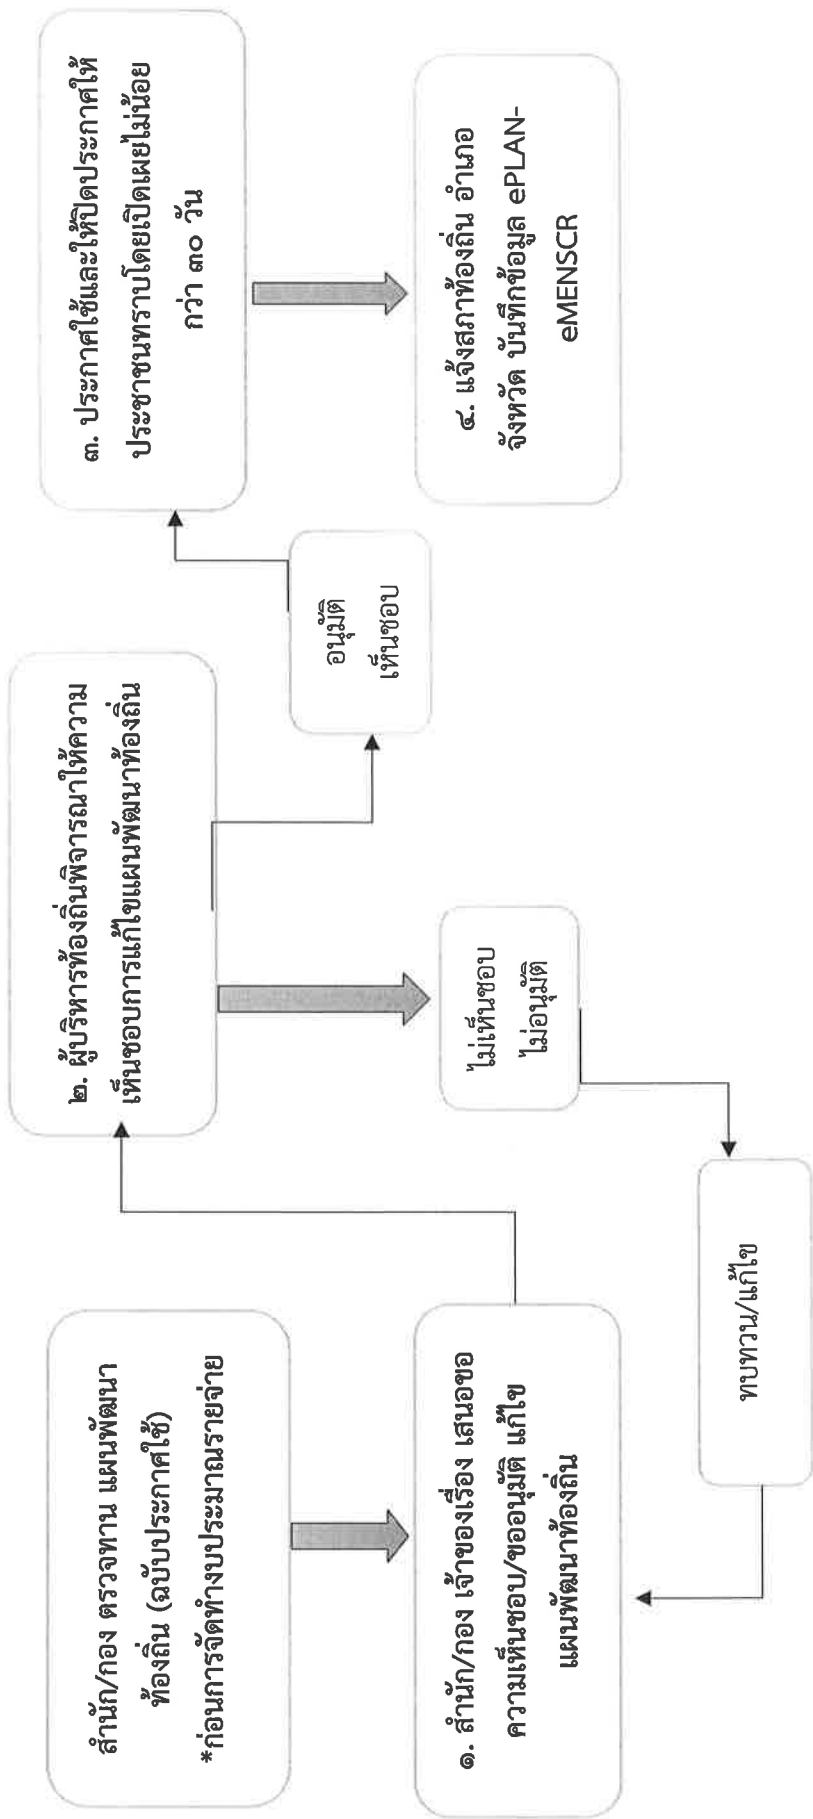 สำนัก/กอง ตรวจทาน แผนพัฒนา
ท้องถิ่น (ฉบับประกาศใช้)
*ก่อนการจัดทำงบประมาณรายจ่าย
๑. สำนัก/กอง เจ้าของเรื่อง เสนอขอ
ความเห็นชอบ/ขออนุมัติ แก้ไข
แผนพัฒนาท้องถิ่น
๒. ผู้บริหารท้องถิ่นพิจารณาให้ความ
เห็นชอบการแก้ไขแผนพัฒนาท้องถิ่น
ไม่เห็นชอบ
ไม่อนุมัติ
ทบทวน/แก้ไข
อนุมัติ
เห็นชอบ
๓. ประกาศใช้และให้ปิดประกาศให้
ประชาชนทราบโดยเปิดเผยไม่น้อย
กว่า ๓๐ วัน
๔. แจ้งสภาท้องถิ่น อำเภอ
จังหวัด บันทึกข้อมูล ePLAN-
eMENSCR